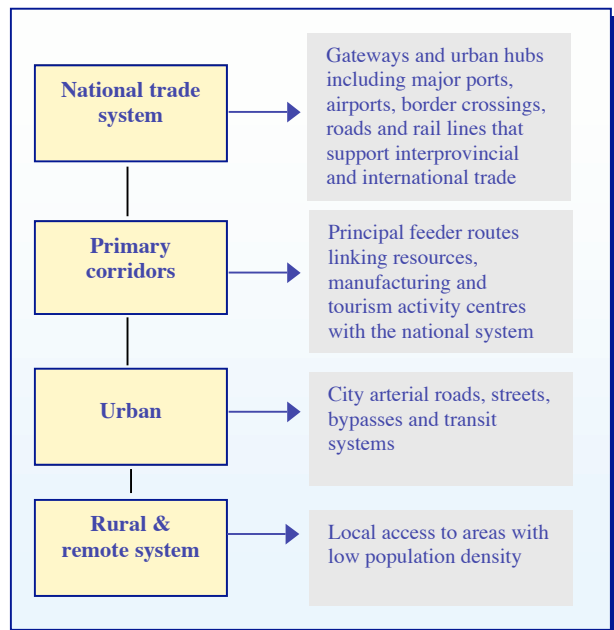 National trade
system
Gateways and urban hubs
including major ports,
airports, border crossings,
roads and rail lines that
support interprovincial
and international trade
Primary
corridors
Principal feeder routes
linking resources,
manufacturing and
tourism activity centres
with the national system
Urban
City arterial roads, streets,
bypasses and transit
systems
Rural &
remote system
Local access to areas with
low population density